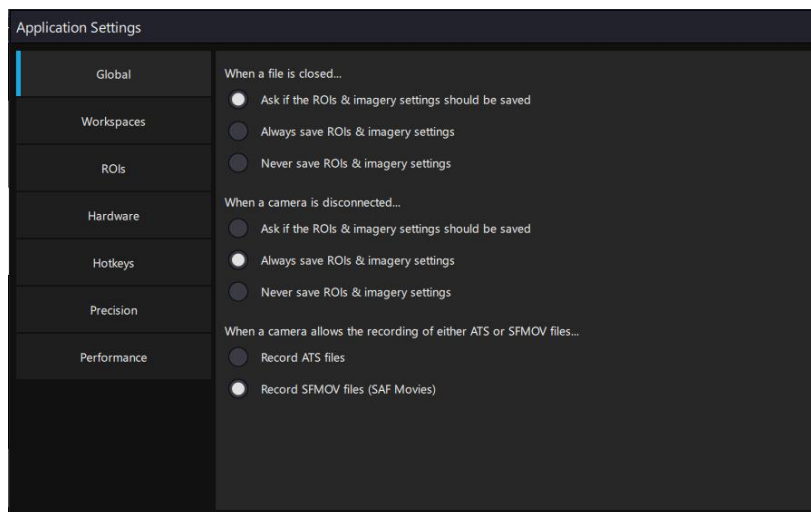 Application Settings
Global
Workspaces
ROIs
Hardware
Hotkeys
Precision
Performance
When a file is closed...
Ask if the ROIs & imagery settings should be saved
Always save ROIs & imagery settings
Never save ROIs & imagery settings
When a camera is disconnected...
Ask if the ROIs & imagery settings should be saved
Always save ROIs & imagery settings
Never save ROIs & imagery settings
When a camera allows the recording of either ATS or SFMOV files...
Record ATS files
Record SFMOV files (SAF Movies)